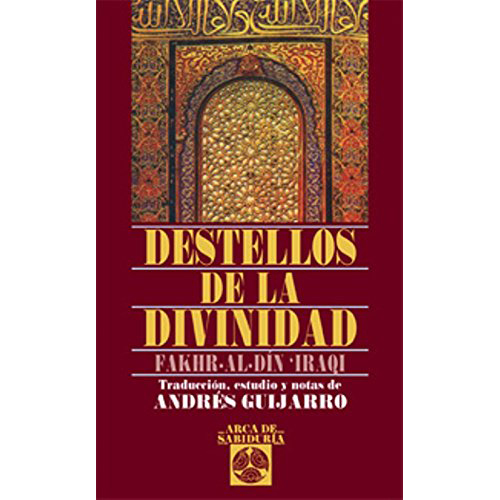 DESTELLOS
DE LA
DIVINIDAD
FAKHR-AL-DÍN ‘IRAQI
Traducción, estudio y notas de
ANDRÉS GUIJARRO
ARCA DE
SABIDURÍA